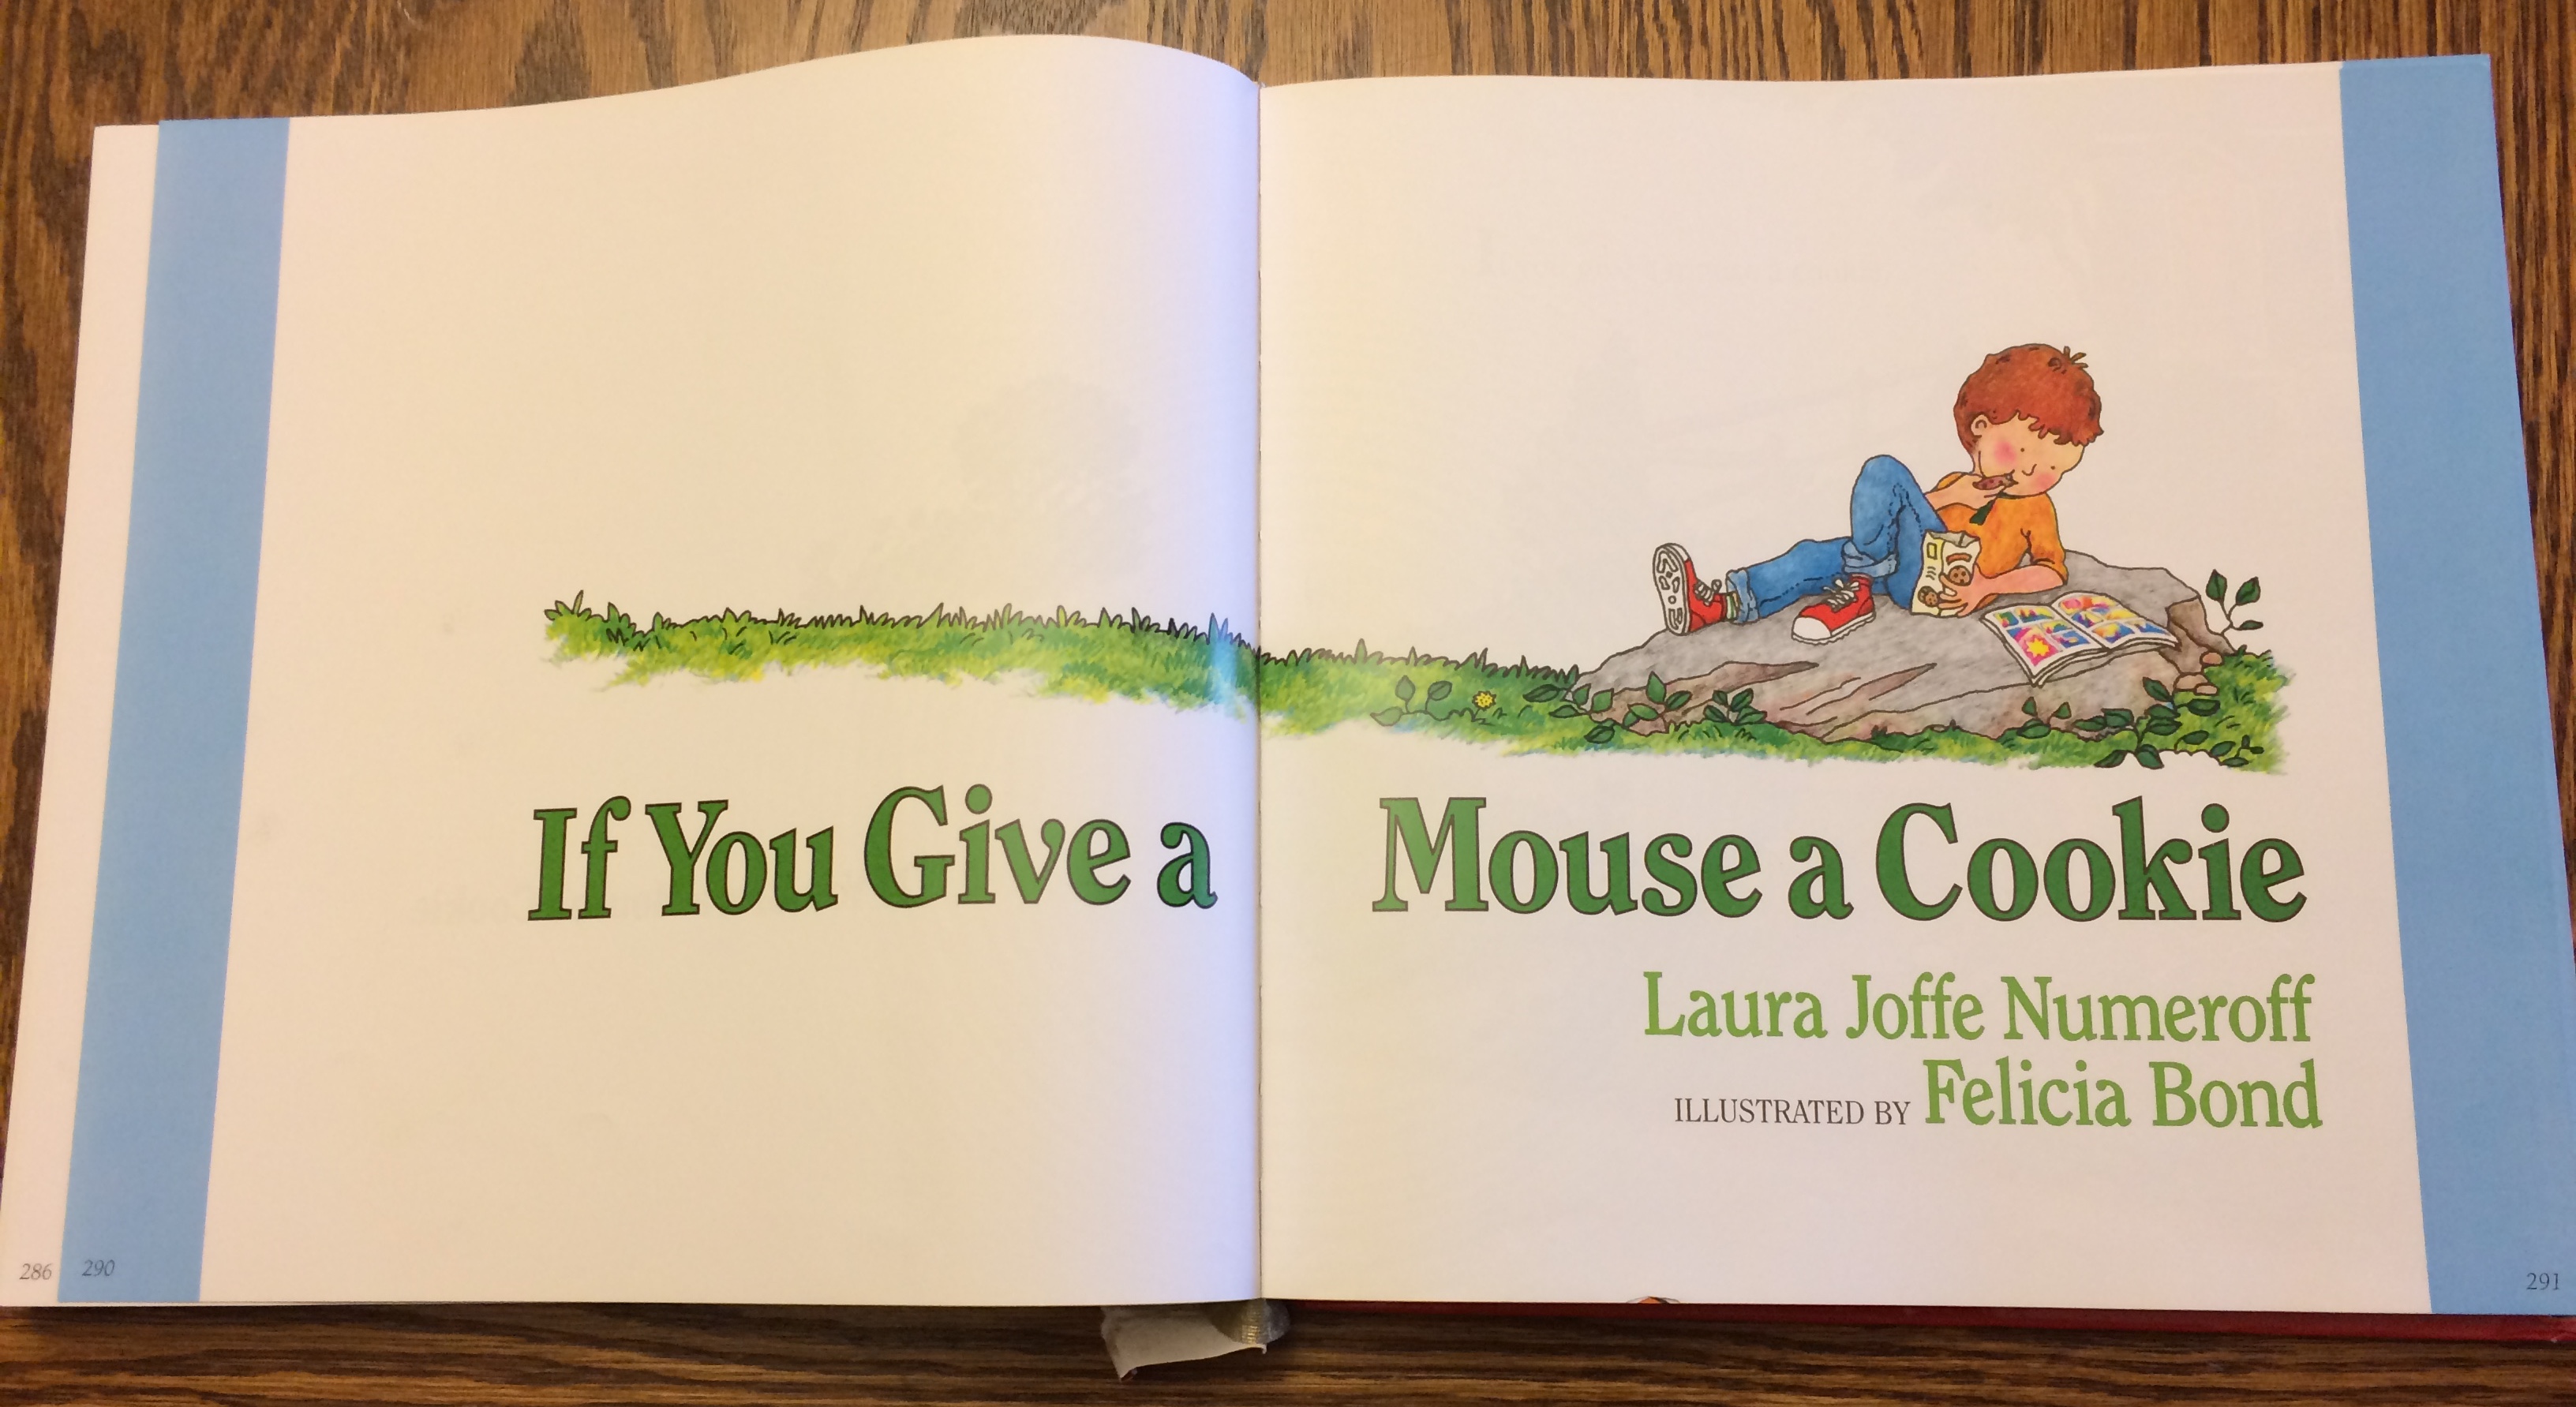 If You Give a Mouse a Cookie
Laura Joffe Numeroff
ILLUSTRATED BY Felicia Bond
286 290
291